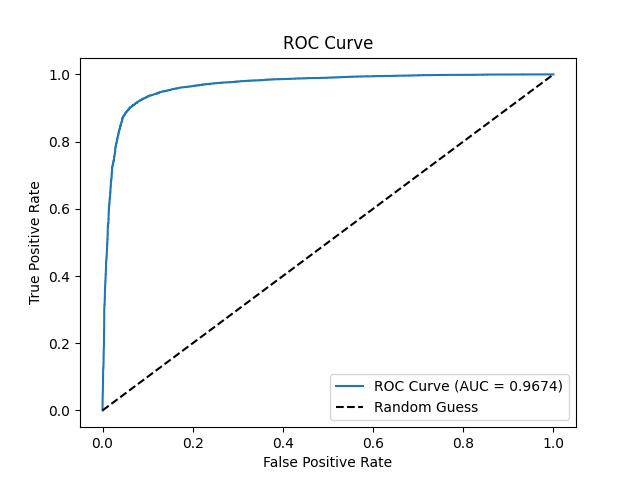 ROC Curve
True Positive Rate
1.0
0.8
0.6
0.4
0.2
0.0
ROC Curve (AUC = 0.9674)
Random Guess
0.0 0.2 0.4 0.6 0.8 1.0
False Positive Rate